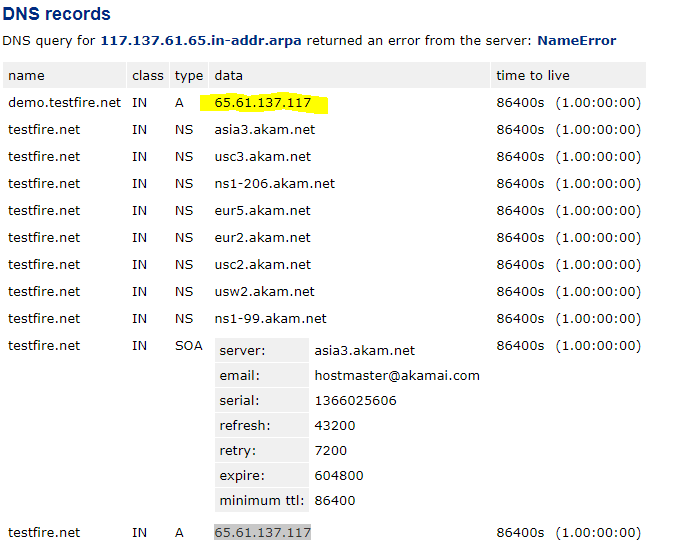 DNS records
DNS query for 117.137.61.65.in-addr.arpa returned an error from the server: NameError
name class type data time to live
demo.testfire.net IN A 65.61.137.117 86400s (1.00:00:00)
testfire.net IN NS asia3.akam.net 86400s (1.00:00:00)
testfire.net IN NS usc3.akam.net 86400s (1.00:00:00)
testfire.net IN NS ns1-206.akam.net 86400s (1.00:00:00)
testfire.net IN NS eur5.akam.net 86400s (1.00:00:00)
testfire.net IN NS eur2.akam.net 86400s (1.00:00:00)
testfire.net IN NS usc2.akam.net 86400s (1.00:00:00)
testfire.net IN NS usw2.akam.net 86400s (1.00:00:00)
testfire.net IN NS ns1-99.akam.net 86400s (1.00:00:00)
testfire.net IN SOA server: asia3.akam.net 86400s (1.00:00:00)
email: hostmaster@akamai.com
serial: 1366025606
refresh: 43200
retry: 7200
expire: 604800
minimum ttl: 86400
testfire.net IN A 65.61.137.117 86400s (1.00:00:00)